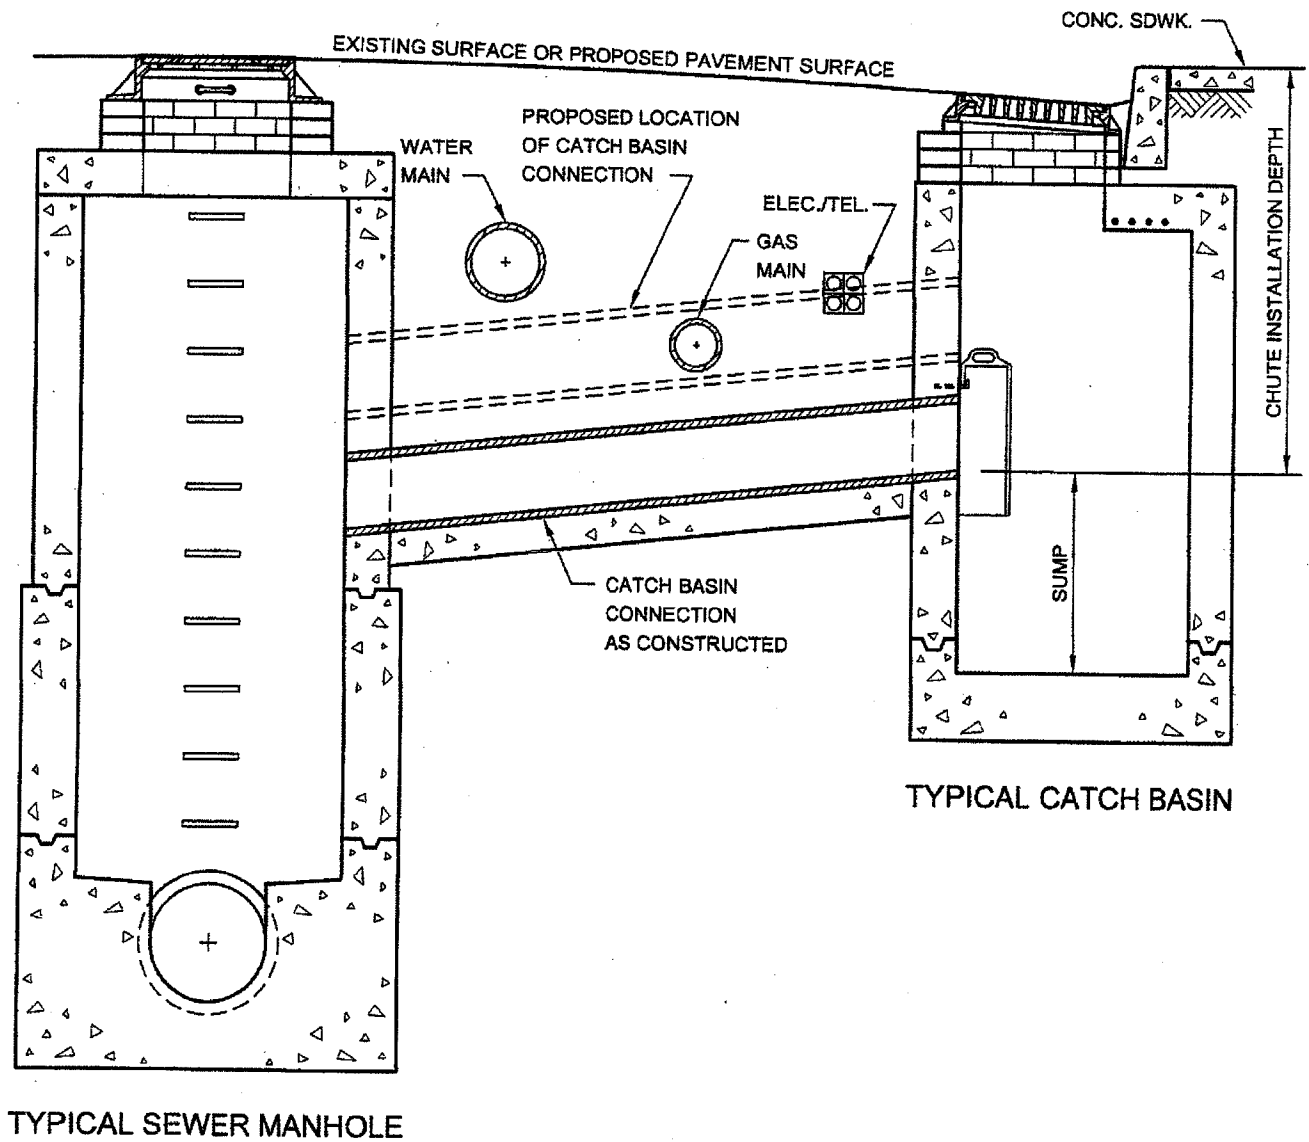 CONC. SDWK.
EXISTING SURFACE OR PROPOSED PAVEMENT SURFACE
PROPOSED LOCATION
OF CATCH BASIN
CONNECTION
WATER
MAIN
ELEC./TEL.
GAS
MAIN
CHUTE INSTALLATION DEPTH
SUMP
CATCH BASIN
CONNECTION
AS CONSTRUCTED
TYPICAL CATCH BASIN
TYPICAL SEWER MANHOLE